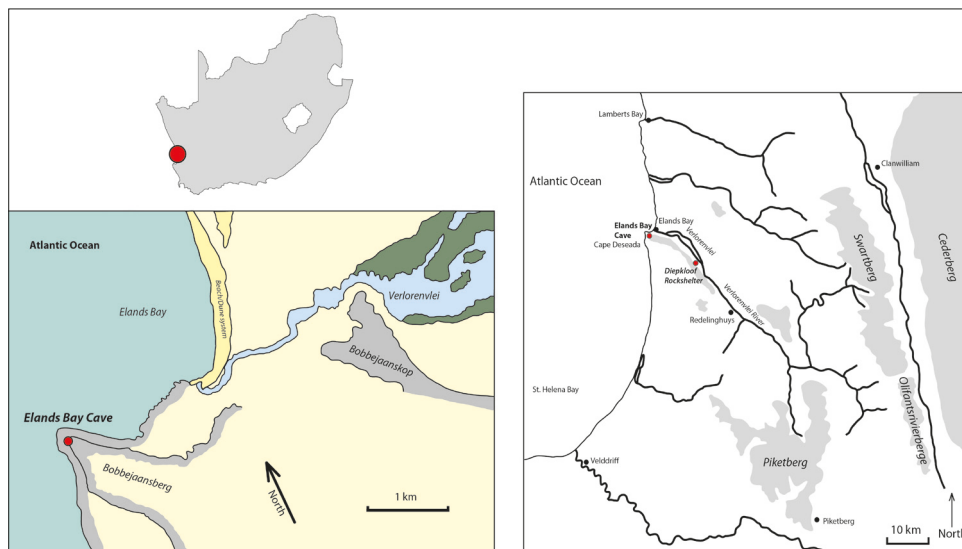 Atlantic Ocean
Elands Bay
Beach/Dune system
Verlorenvlei
Bobbejaanskop
Elands Bay Cave
Bobbejaansberg
North
1 km
Lamberts Bay
Clanwilliam
Atlantic Ocean
Elands Bay
Elands Bay
Cave
Cape Deseada
Verlorenvlei
Diepkloof
Rockshelter
Swartberg
Cederberg
Verlorenvlei River
Redelinghuys
St. Helena Bay
Olifantsrivierberge
Piketberg
Velddriff
Piketberg
10 km
North